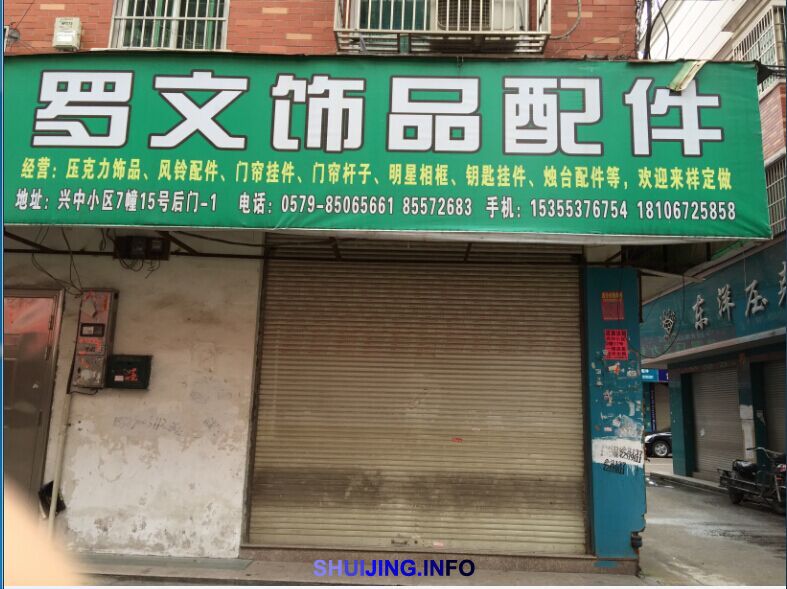 罗文饰品配件
经营：压克力饰品、风铃配件、门帘挂件、门帘杆子、明星相框、钥匙挂件、烛台配件等，欢迎来样定做
地址：兴中小区7幢15号后门-1 电话：0579-85065661 85572683 手机：15355376754 18106725858
东洋压
SHUIJING.INFO